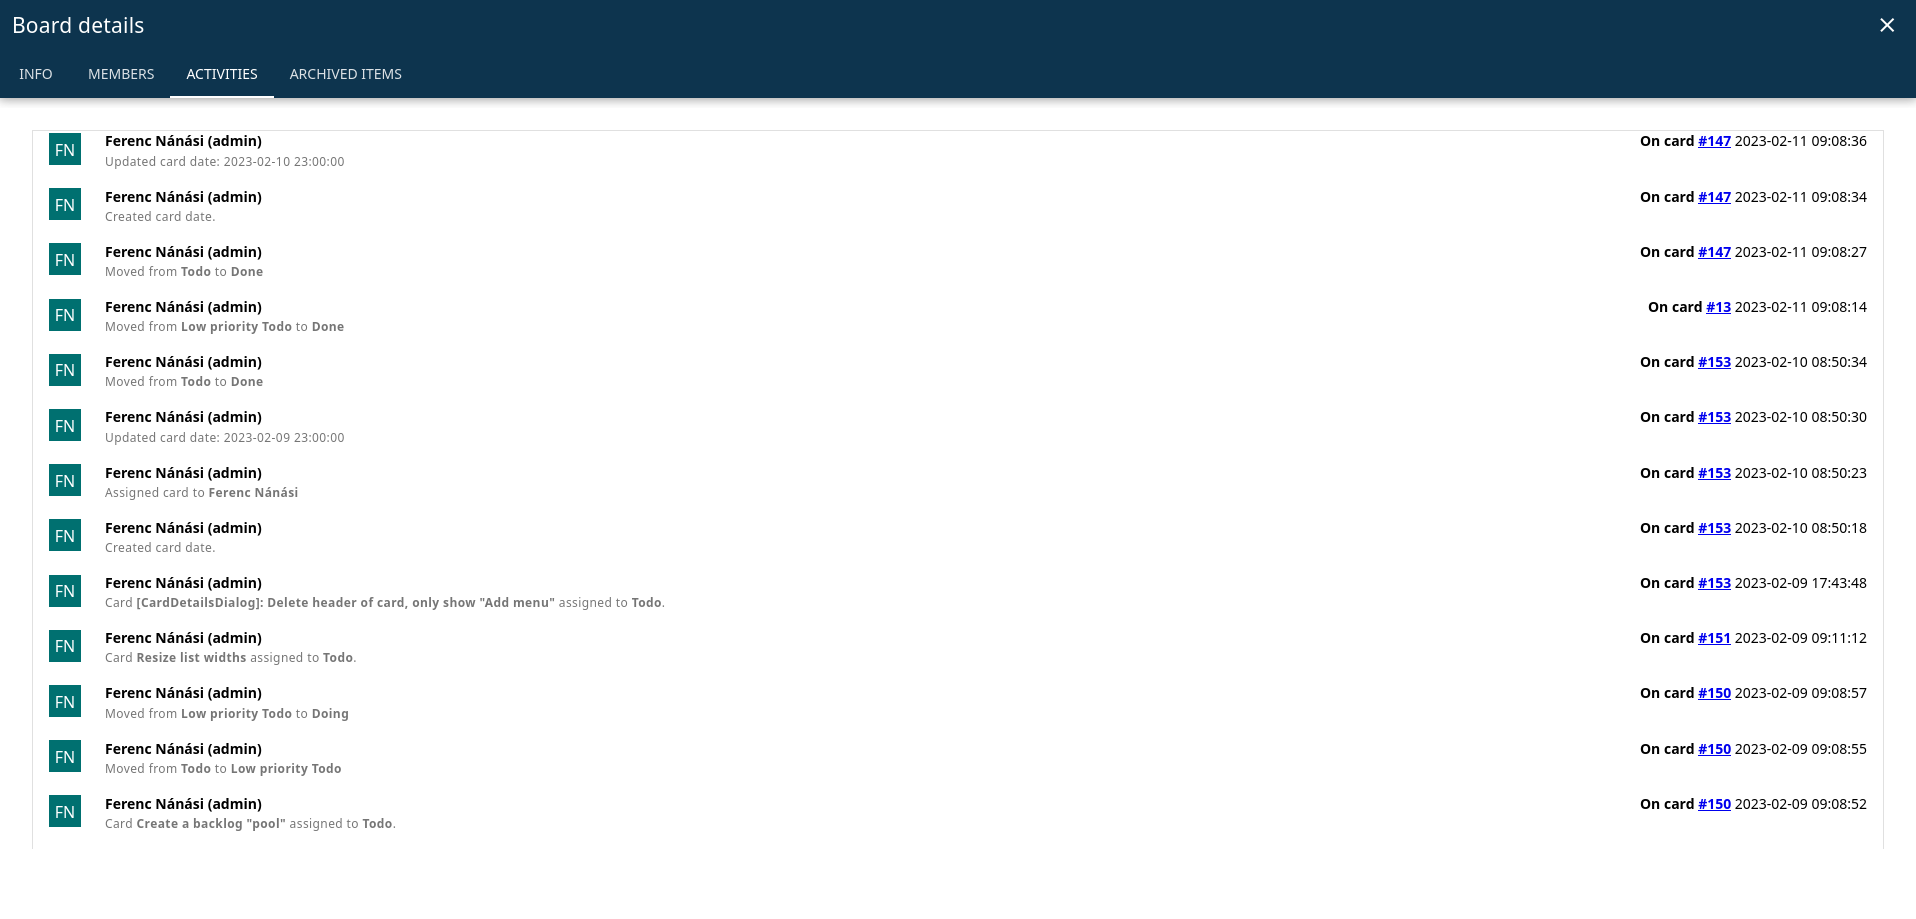 Board details
INFO MEMBERS ACTIVITIES ARCHIVED ITEMS
FN Ferenc Nánási (admin) On card #147 2023-02-11 09:08:36
Updated card date: 2023-02-10 23:00:00
FN Ferenc Nánási (admin) On card #147 2023-02-11 09:08:34
Created card date.
FN Ferenc Nánási (admin) On card #147 2023-02-11 09:08:27
Moved from Todo to Done
FN Ferenc Nánási (admin) On card #13 2023-02-11 09:08:14
Moved from Low priority Todo to Done
FN Ferenc Nánási (admin) On card #153 2023-02-10 08:50:34
Moved from Todo to Done
FN Ferenc Nánási (admin) On card #153 2023-02-10 08:50:30
Updated card date: 2023-02-09 23:00:00
FN Ferenc Nánási (admin) On card #153 2023-02-10 08:50:23
Assigned card to Ferenc Nánási
FN Ferenc Nánási (admin) On card #153 2023-02-10 08:50:18
Created card date.
FN Ferenc Nánási (admin) On card #153 2023-02-09 17:43:48
Card [CardDetailsDialog]: Delete header of card, only show "Add menu" assigned to Todo.
FN Ferenc Nánási (admin) On card #151 2023-02-09 09:11:12
Card Resize list widths assigned to Todo.
FN Ferenc Nánási (admin) On card #150 2023-02-09 09:08:57
Moved from Low priority Todo to Doing
FN Ferenc Nánási (admin) On card #150 2023-02-09 09:08:55
Moved from Todo to Low priority Todo
FN Ferenc Nánási (admin) On card #150 2023-02-09 09:08:52
Card Create a backlog "pool" assigned to Todo.